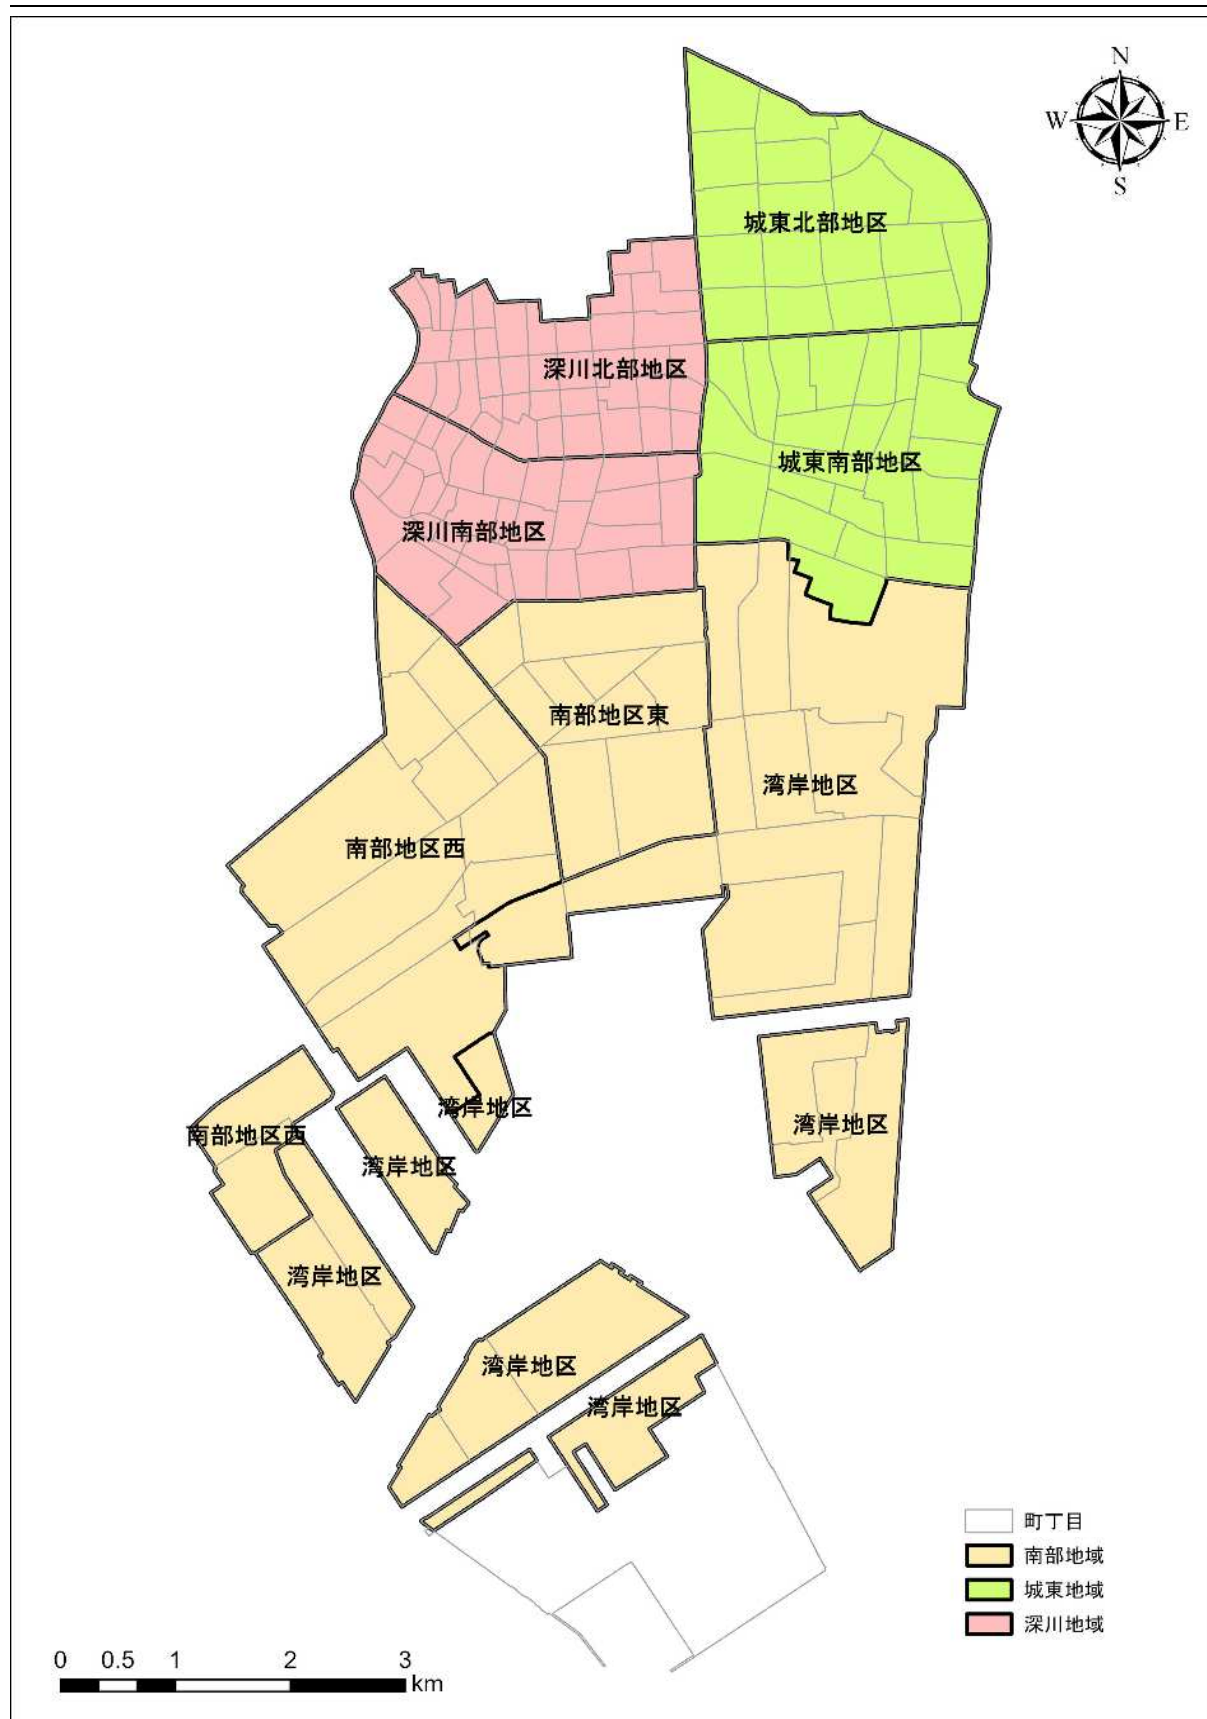 N
W E
S
城東北部地区
深川北部地区
城東南部地区
深川南部地区
南部地区東
湾岸地区
南部地区西
湾岸地区
湾岸地区
南部地区西
湾岸地区
湾岸地区
湾岸地区
湾岸地区
町丁目
南部地域
城東地域
深川地域
0 0.5 1 2 3
km